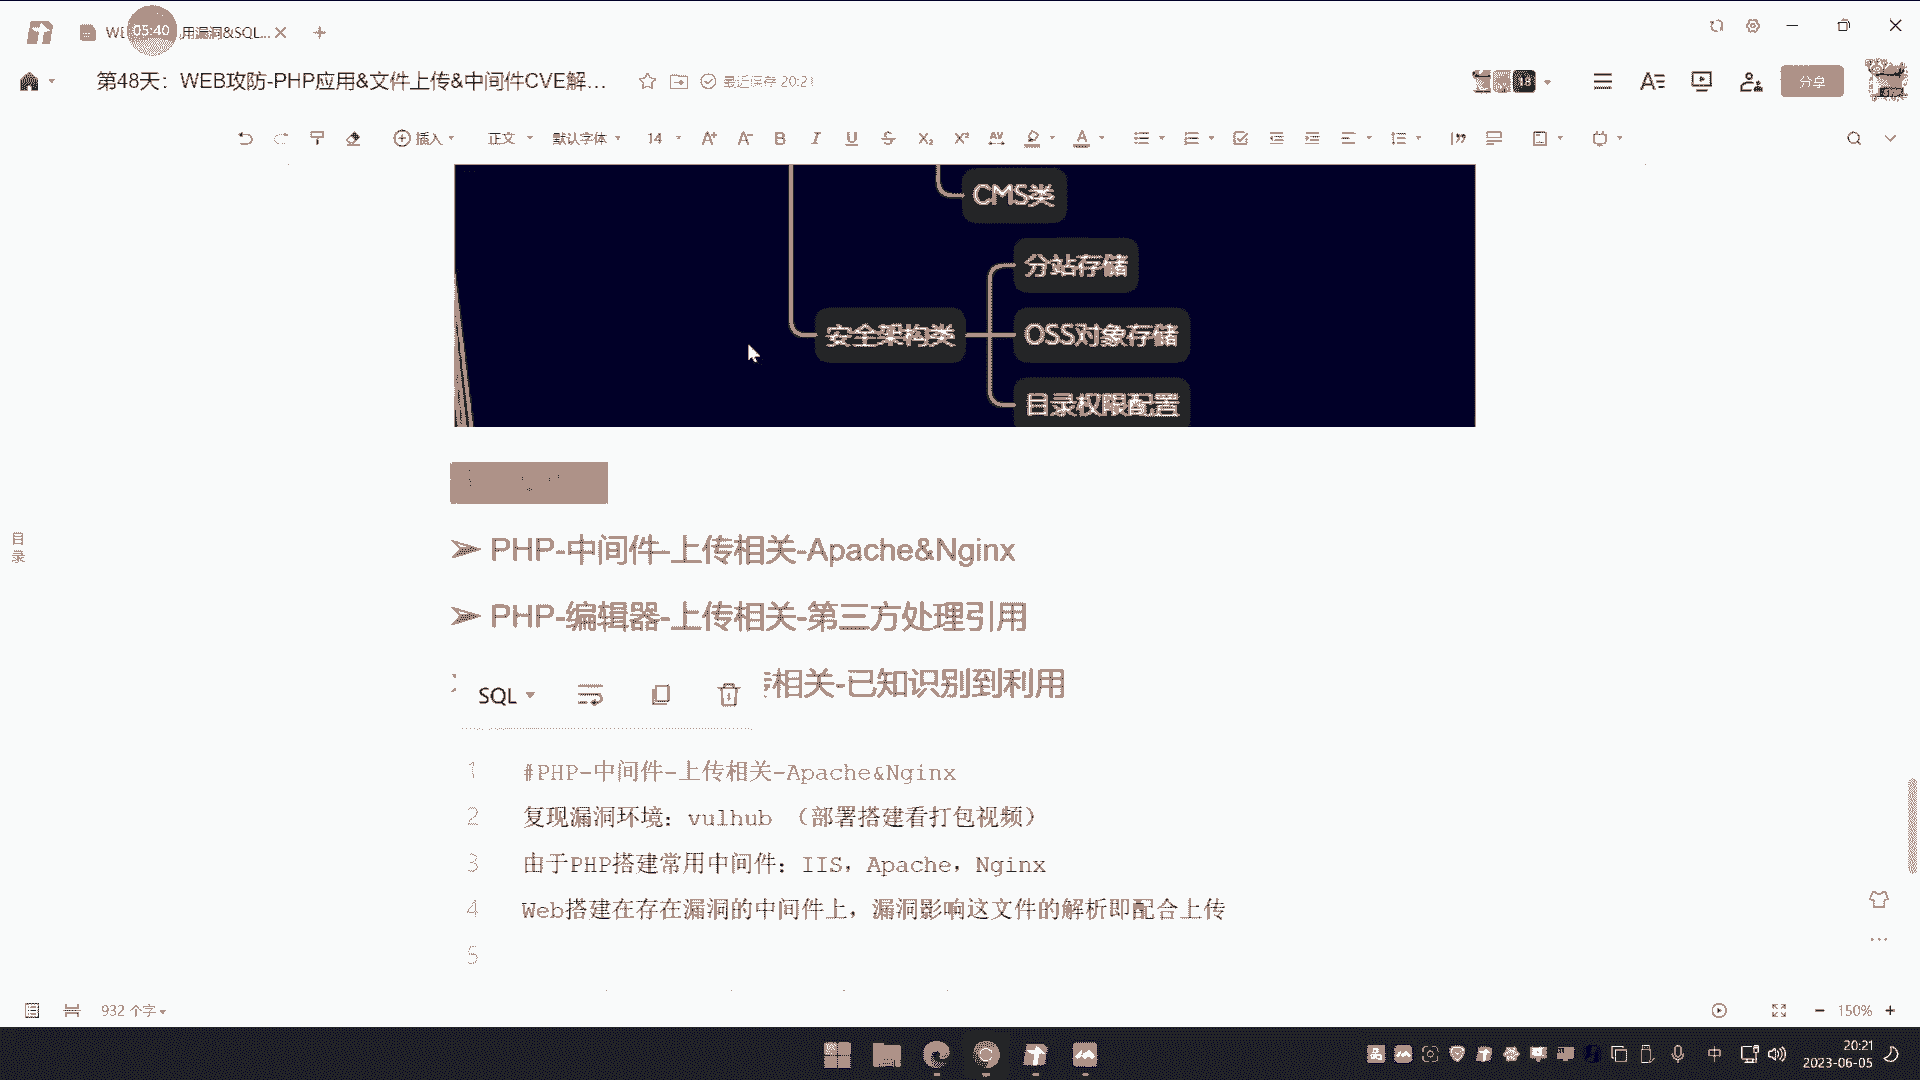 WE
05:40
用漏洞&SQL...
第48天：WEB攻防-PHP应用&文件上传&中间件CVE解...
最近保存 20:21
18
分享
插入
正文
默认字体
14
CMS类
分站存储
安全架构类
OSS对象存储
目录权限配置
目录
➢ PHP-中间件-上传相关-Apache&Nginx
➢ PHP-编辑器-上传相关-第三方处理引用
相关-已知识别到利用
SQL
1 #PHP-中间件-上传相关-Apache&Nginx
2 复现漏洞环境：vulhub （部署搭建看打包视频）
3 由于PHP搭建常用中间件：IIS，Apache，Nginx
4 Web搭建在存在漏洞的中间件上，漏洞影响这文件的解析即配合上传
5
932 个字
150%
中
20:21
2023-06-05